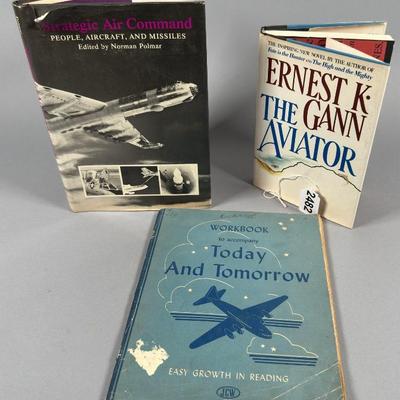 Strategic Air Command
PEOPLE, AIRCRAFT, AND MISSILES
Edited by Norman Polmar
THE INSPIRING NEW NOVEL BY THE AUTHOR OF
Fate is the Hunter and The High and the Mighty
ERNEST K.
GANN
THE
AVIATOR
2482
WORKBOOK
to accompany
Today
And Tomorrow
EASY GROWTH IN READING
JCW